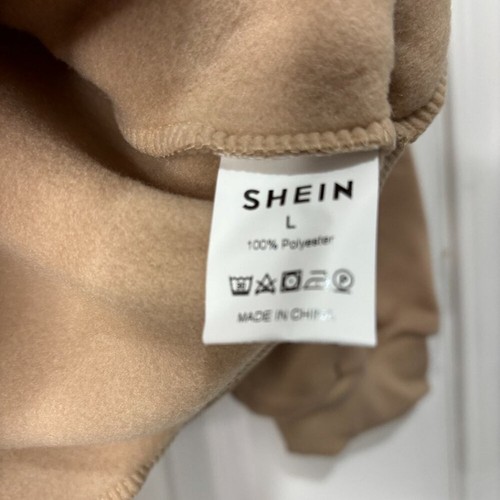 SHEIN
L
100% Polyester
P
MADE IN CHINA